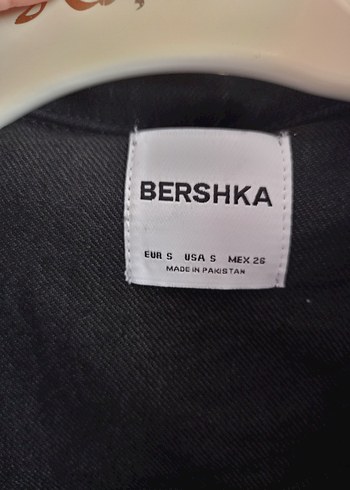 BERSHKA
EUR S USA S MEX 26
MADE IN PAKISTAN